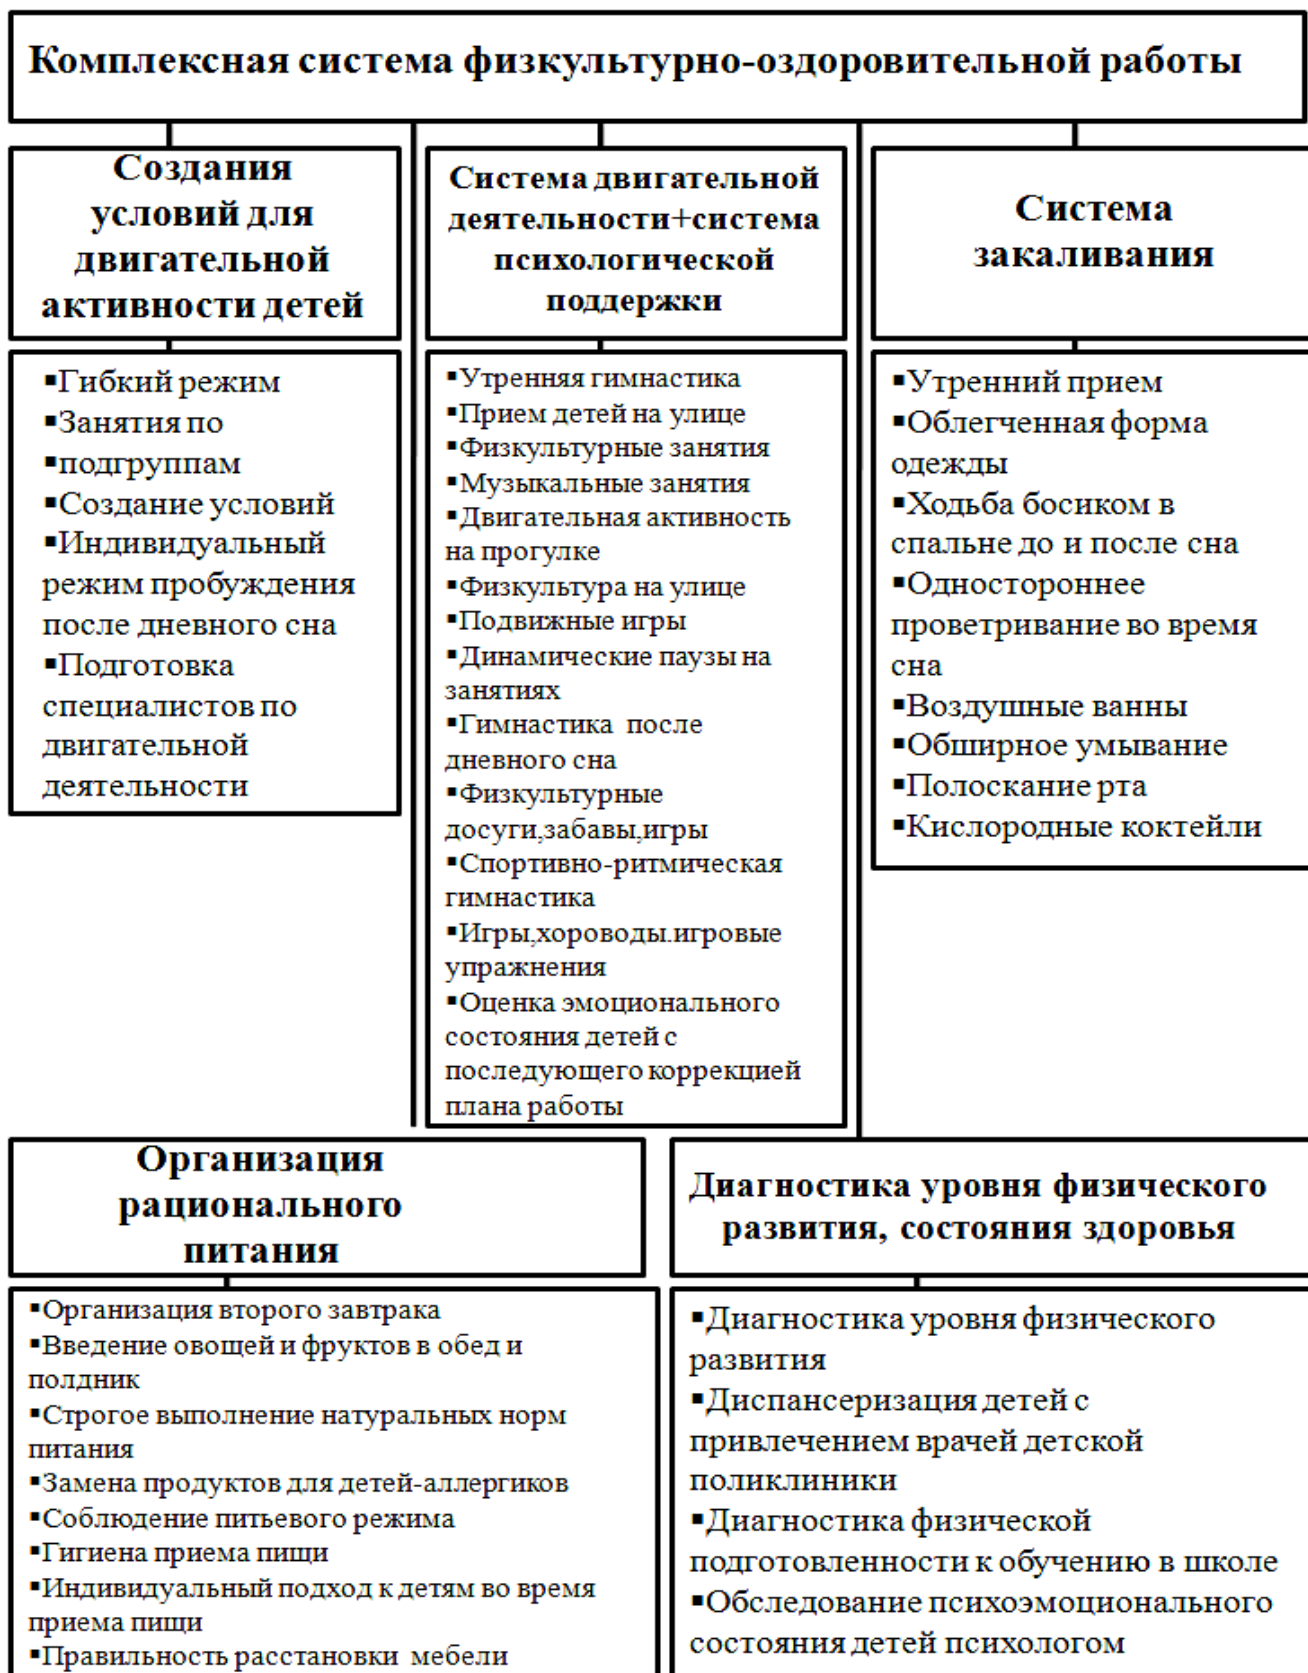 Комплексная система физкультурно-оздоровительной работы
Создания
условий для
двигательной
активности детей
▪Гибкий режим
▪Занятия по
▪подгруппам
▪Создание условий
▪Индивидуальный
режим пробуждения
после дневного сна
▪Подготовка
специалистов по
двигательной
деятельности
Система двигательной
деятельности+система
психологической
поддержки
▪Утренняя гимнастика
▪Прием детей на улице
▪Физкультурные занятия
▪Музыкальные занятия
▪Двигательная активность
на прогулке
▪Физкультура на улице
▪Подвижные игры
▪Динамические паузы на
занятиях
▪Гимнастика после
дневного сна
▪Физкультурные
досуги,забавы,игры
▪Спортивно-ритмическая
гимнастика
▪Игры,хороводы.игровые
упражнения
▪Оценка эмоционального
состояния детей с
последующего коррекцией
плана работы
Система
закаливания
▪Утренний прием
▪Облегченная форма
одежды
▪Ходьба босиком в
спальне до и после сна
▪Одностороннее
проветривание во время
сна
▪Воздушные ванны
▪Обширное умывание
▪Полоскание рта
▪Кислородные коктейли
Организация
рационального
питания
▪Организация второго завтрака
▪Введение овощей и фруктов в обед и
полдник
▪Строгое выполнение натуральных норм
питания
▪Замена продуктов для детей-аллергиков
▪Соблюдение питьевого режима
▪Гигиена приема пищи
▪Индивидуальный подход к детям во время
приема пищи
▪Правильность расстановки мебели
Диагностика уровня физического
развития, состояния здоровья
▪Диагностика уровня физического
развития
▪Диспансеризация детей с
привлечением врачей детской
поликлиники
▪Диагностика физической
подготовленности к обучению в школе
▪Обследование психоэмоционального
состояния детей психологом